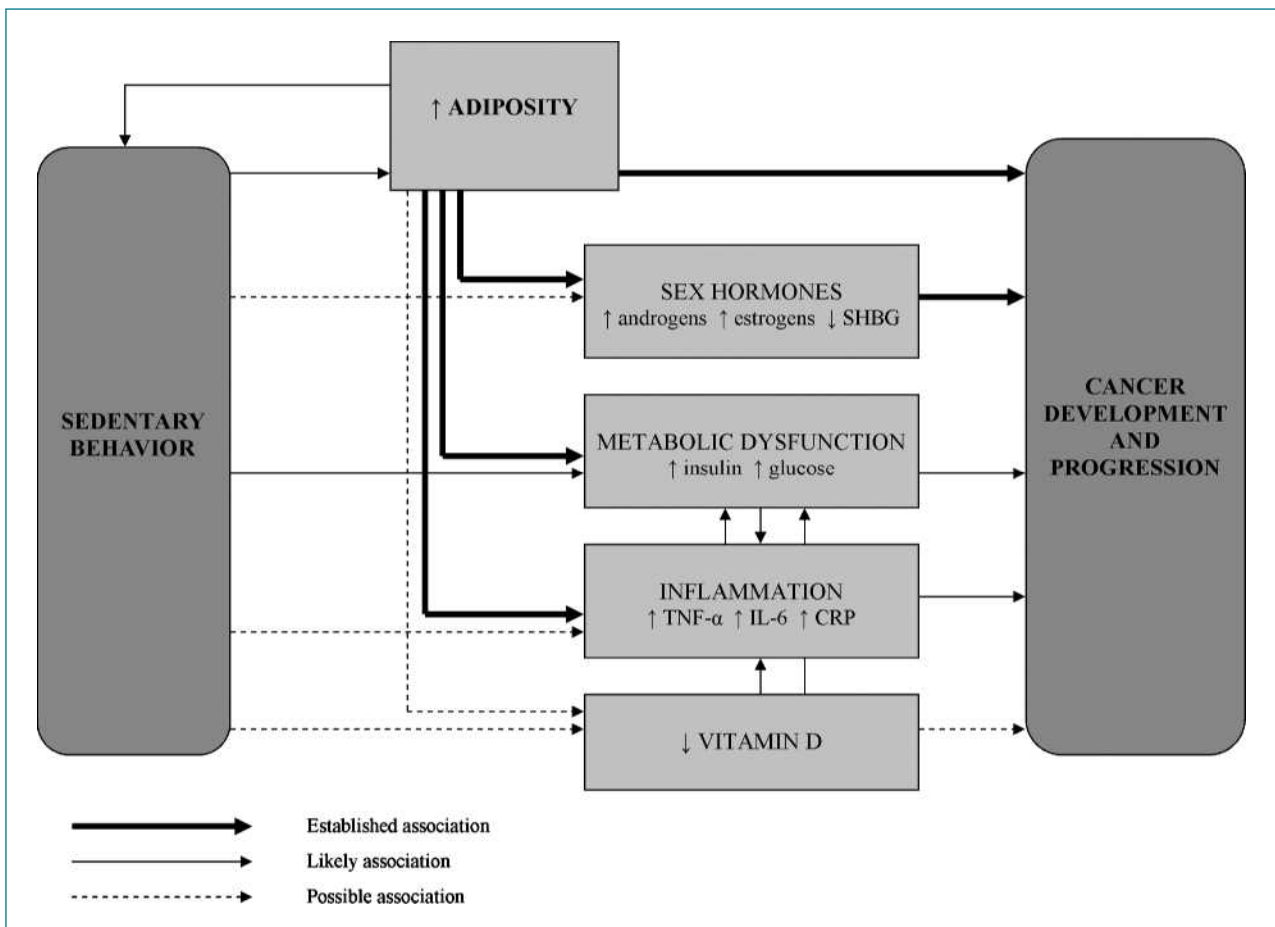 ↑ ADIPOSITY
SEX HORMONES
↑ androgens ↑ estrogens ↓ SHBG
SEDENTARY
BEHAVIOR
METABOLIC DYSFUNCTION
↑ insulin ↑ glucose
INFLAMMATION
↑ TNF-α ↑ IL-6 ↑ CRP
↓ VITAMIN D
CANCER
DEVELOPMENT
AND
PROGRESSION
Established association
Likely association
Possible association